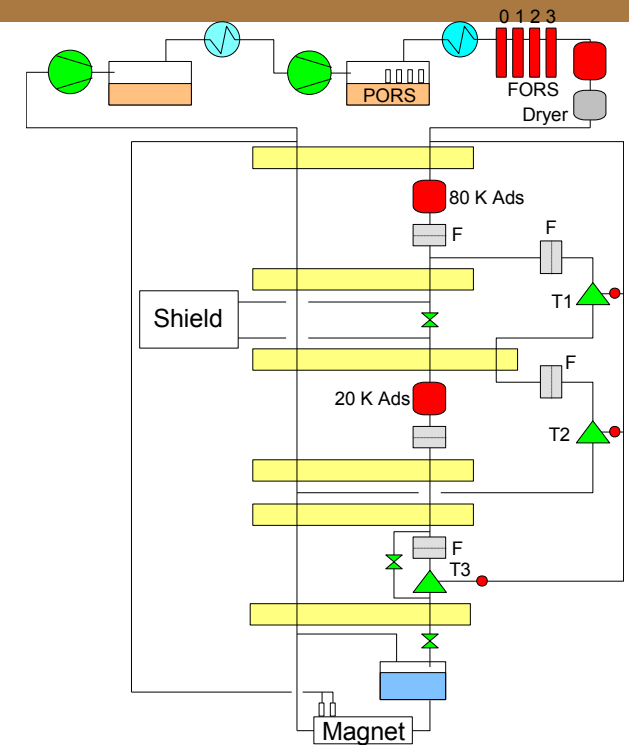 0 1 2 3
PORS
FORS
Dryer
80 K Ads
F
F
T1
Shield
F
20 K Ads
T2
F
T3
Magnet